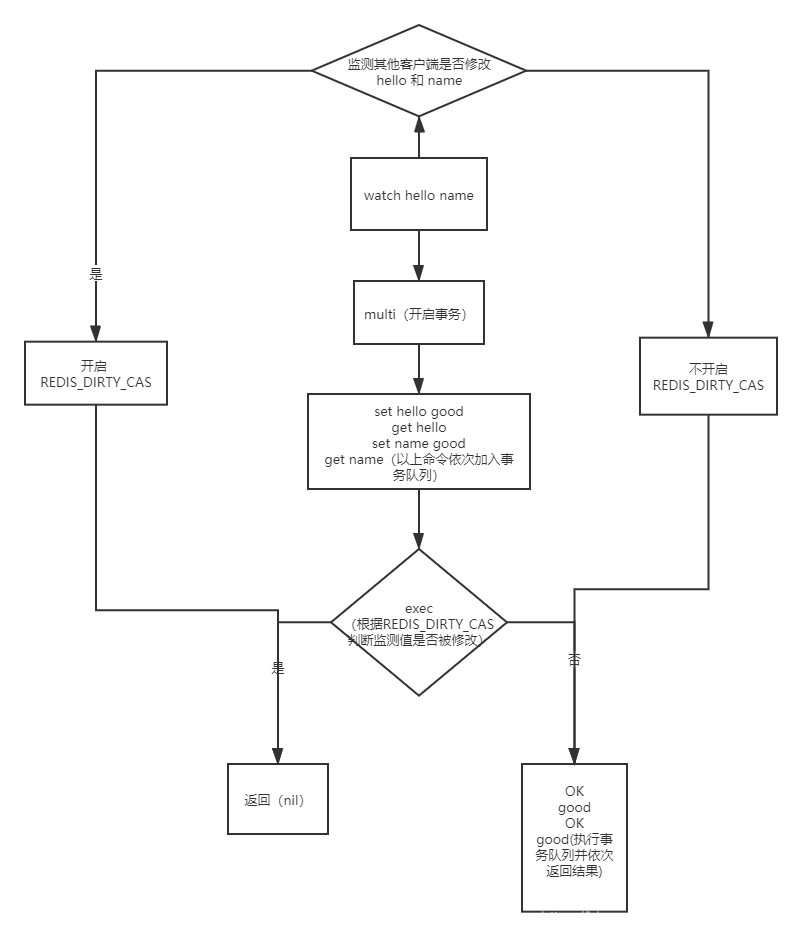 监测其他客户端是否修改
hello 和 name
watch hello name
是
multi（开启事务）
开启
REDIS_DIRTY_CAS
不开启
REDIS_DIRTY_CAS
set hello good
get hello
set name good
get name（以上命令依次加入事
务队列）
exec
（根据REDIS_DIRTY_CAS
判断监测值是否被修改）
是
否
返回（nil）
OK
good
OK
good(执行事
务队列并依次
返回结果)